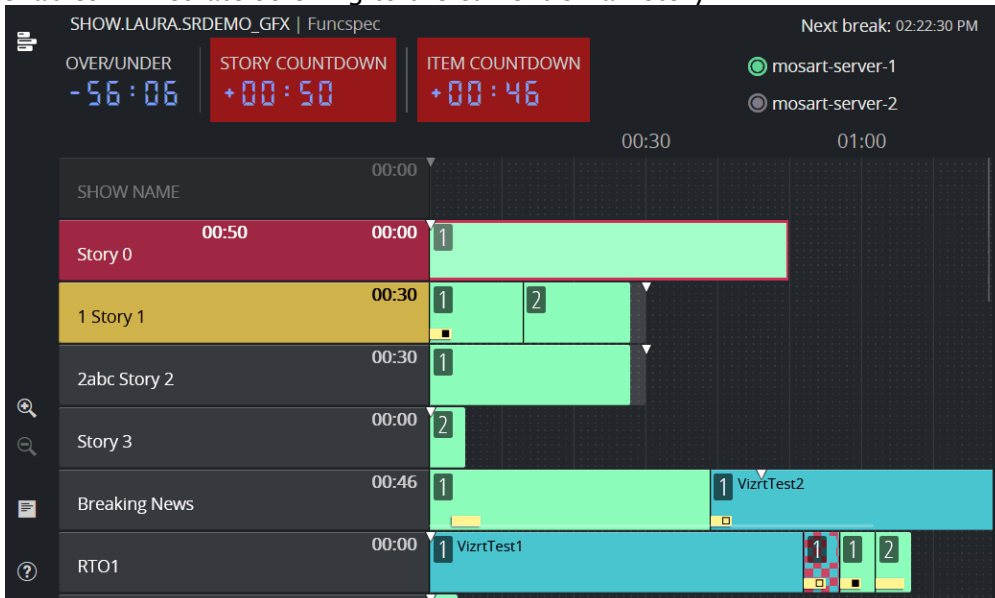 SHOW.LAURA.SRDEMO_GFX | Funcspec
Next break: 02:22:30 PM
OVER/UNDER
-56:06
STORY COUNTDOWN
+00:50
ITEM COUNTDOWN
+00:46
mosart-server-1
mosart-server-2
00:30 01:00
SHOW NAME 00:00
Story 0 00:50 00:00 1
1 Story 1 00:30 1 2
2abc Story 2 00:30 1
Story 3 00:00 2
Breaking News 00:46 1 1 VizrtTest2
RTO1 00:00 1 VizrtTest1 1 1 2